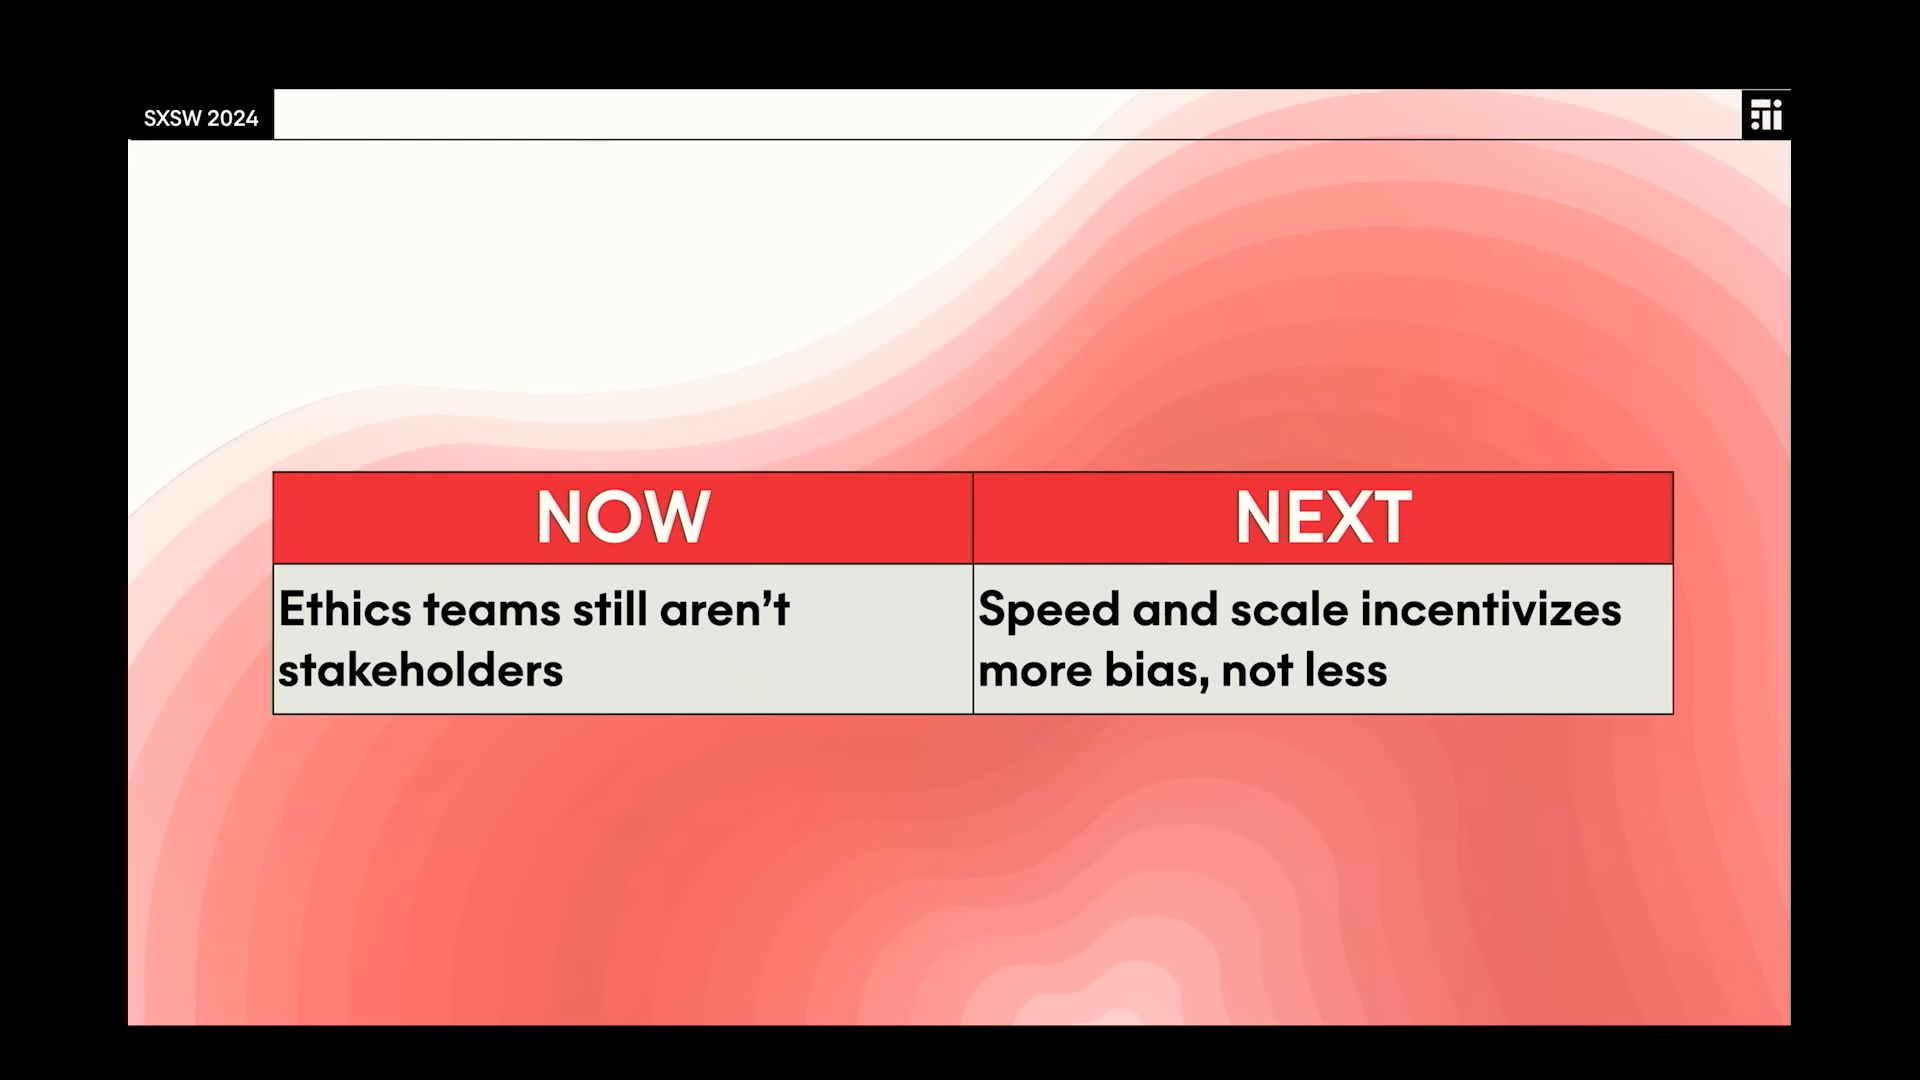 SXSW 2024
NOW
NEXT
Ethics teams still aren’t
stakeholders
Speed and scale incentivizes
more bias, not less